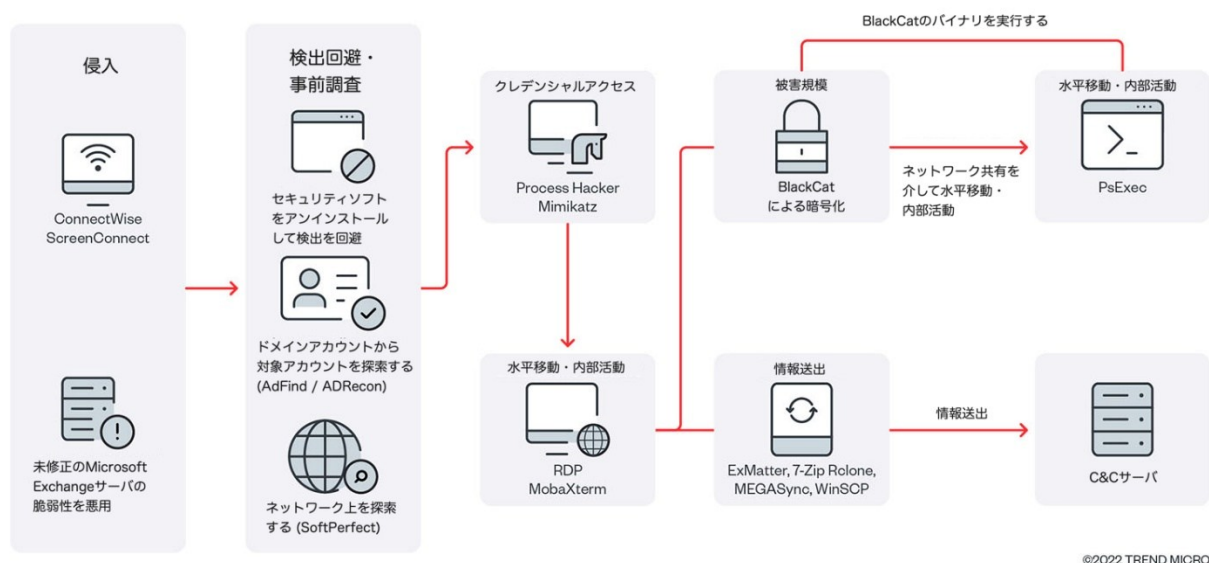 侵入
ConnectWise
ScreenConnect
未修正のMicrosoft
Exchangeサーバの
脆弱性を悪用
検出回避・
事前調査
セキュリティソフト
をアンインストール
して検出を回避
ドメインアカウントから
対象アカウントを探索する
(AdFind / ADRecon)
ネットワーク上を探索
する (SoftPerfect)
クレデンシャルアクセス
Process Hacker
Mimikatz
水平移動・内部活動
RDP
MobaXterm
BlackCatのバイナリを実行する
被害規模
BlackCat
による暗号化
ネットワーク共有を
介して水平移動・
内部活動
水平移動・内部活動
PsExec
情報送出
ExMatter, 7-Zip Rclone,
MEGASync, WinSCP
情報送出
C&Cサーバ
©2022 TREND MICRO